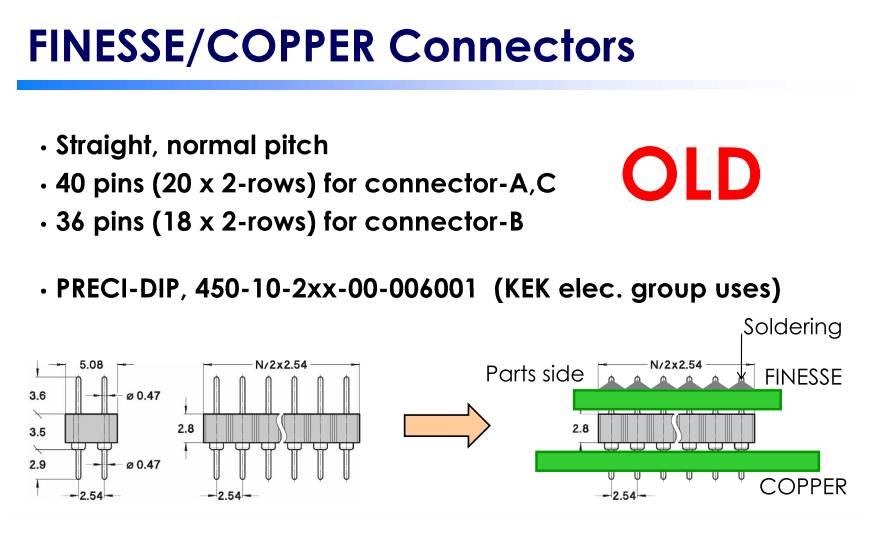 FINESSE/COPPER Connectors
• Straight, normal pitch
• 40 pins (20 x 2-rows) for connector-A,C
• 36 pins (18 x 2-rows) for connector-B
OLD
• PRECI-DIP, 450-10-2xx-00-006001 (KEK elec. group uses)
5.08
3.6
ø 0.47
3.5
2.9
ø 0.47
2.54
N/2x2.54
2.8
2.54
Soldering
N/2x2.54
Parts side
FINESSE
2.8
COPPER
2.54